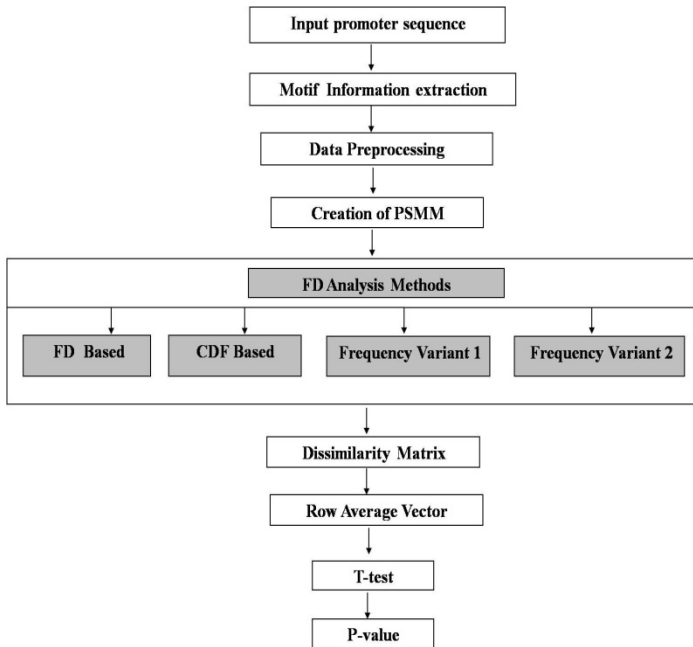 Input promoter sequence
Motif Information extraction
Data Preprocessing
Creation of PSMM
FD Analysis Methods
FD Based
CDF Based
Frequency Variant 1
Frequency Variant 2
Dissimilarity Matrix
Row Average Vector
T-test
P-value